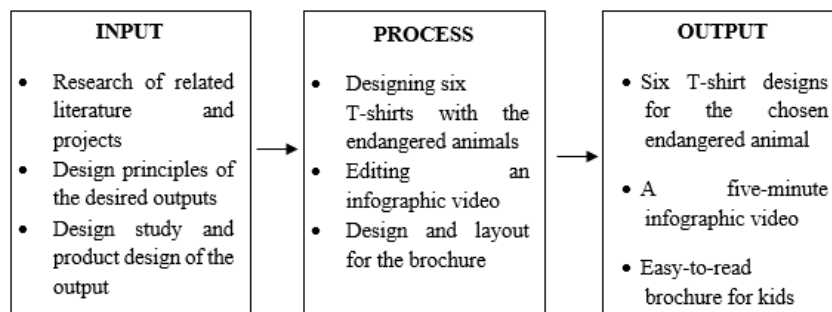 INPUT
• Research of related
literature and
projects
• Design principles of
the desired outputs
• Design study and
product design of the
output
PROCESS
• Designing six
T-shirts with the
endangered animals
• Editing an
infographic video
• Design and layout
for the brochure
OUTPUT
• Six T-shirt designs
for the chosen
endangered animal
• A five-minute
infographic video
• Easy-to-read
brochure for kids